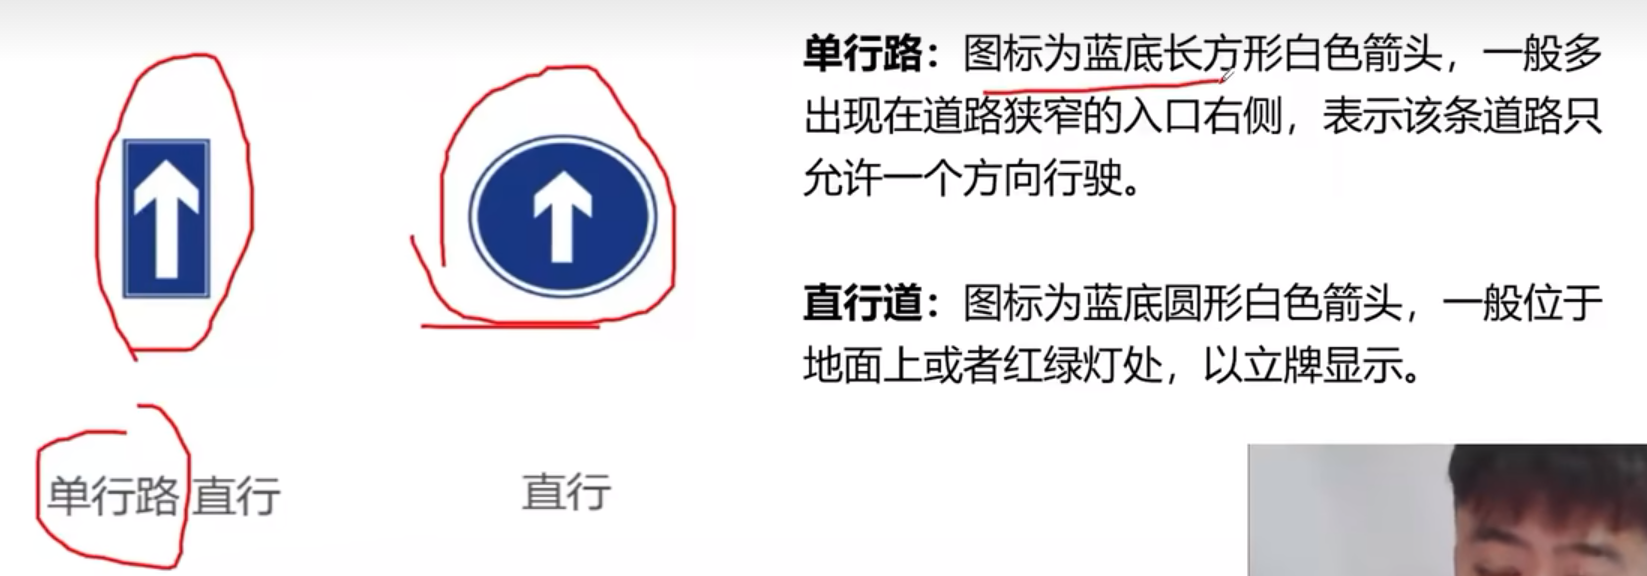 单行路：图标为蓝底长方形白色箭头，一般多
出现在道路狭窄的入口右侧，表示该条道路只
允许一个方向行驶。
直行道：图标为蓝底圆形白色箭头，一般位于
地面上或者红绿灯处，以立牌显示。
单行路 直行
直行